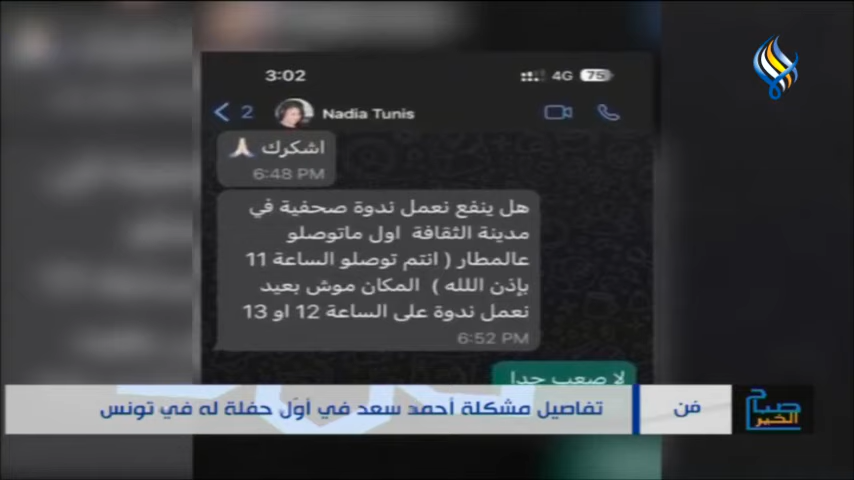 3:02
4G 75
2 Nadia Tunis
اشكرك 🙏🏻
6:48 PM
هل ينفع نعمل ندوة صحفية في
مدينة الثقافة اول ماتوصلو
عالمطار ( انتم توصلو الساعة 11
بإذن اللله ) المكان موش بعيد
نعمل ندوة على الساعة 12 او 13
6:52 PM
لا صعب جدا
فن
تفاصيل مشكلة أحمد سعد في أوّل حفلة له في تونس
صباح
الخير